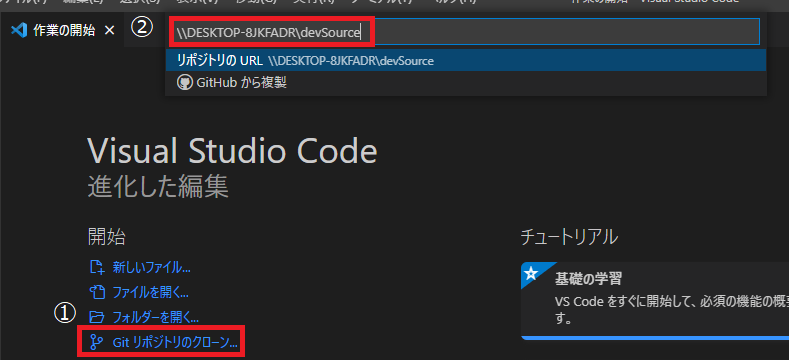 作業の開始
②
\\DESKTOP-8JKFADR\devSource
リポジトリの URL \\DESKTOP-8JKFADR\devSource
GitHub から複製
Visual Studio Code
進化した編集
開始
新しいファイル...
ファイルを開く...
①
フォルダーを開く...
Git リポジトリのクローン...
チュートリアル
基礎の学習
VS Code をすぐに開始して、必須の機能の概
す。